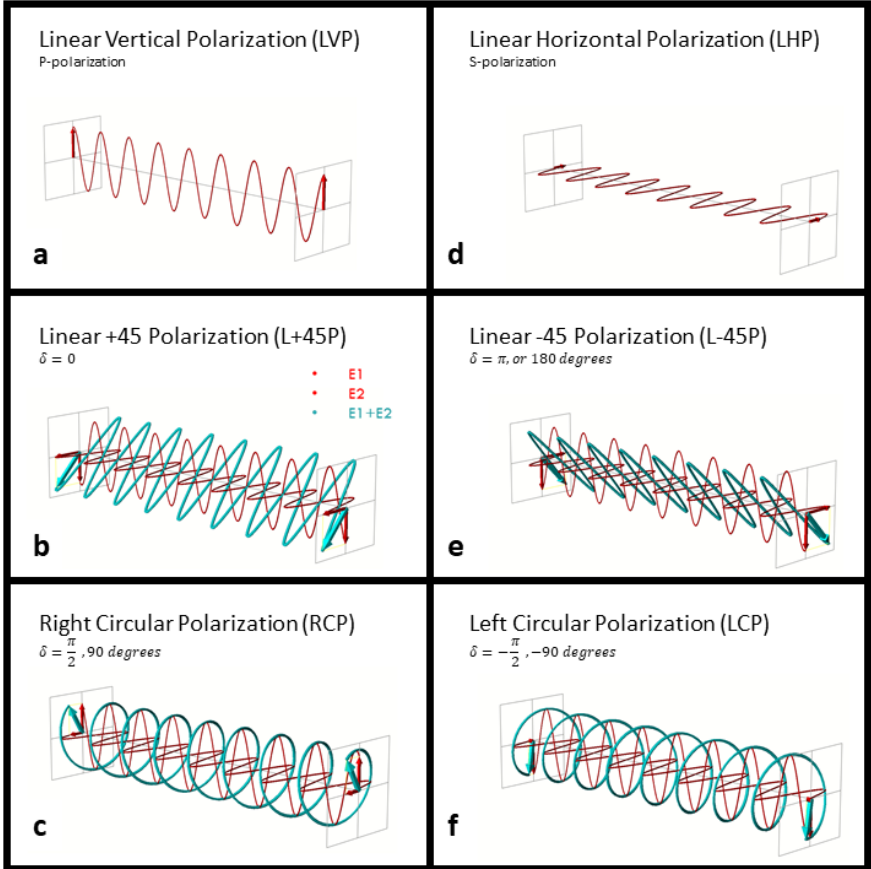 Linear Vertical Polarization (LVP)
P-polarization
a
Linear Horizontal Polarization (LHP)
S-polarization
d
Linear +45 Polarization (L+45P)
δ = 0
• E1
• E2
• E1+E2
b
Linear -45 Polarization (L-45P)
δ = π, or 180 degrees
e
Right Circular Polarization (RCP)
δ = π/2 , 90 degrees
c
Left Circular Polarization (LCP)
δ = −π/2 , −90 degrees
f